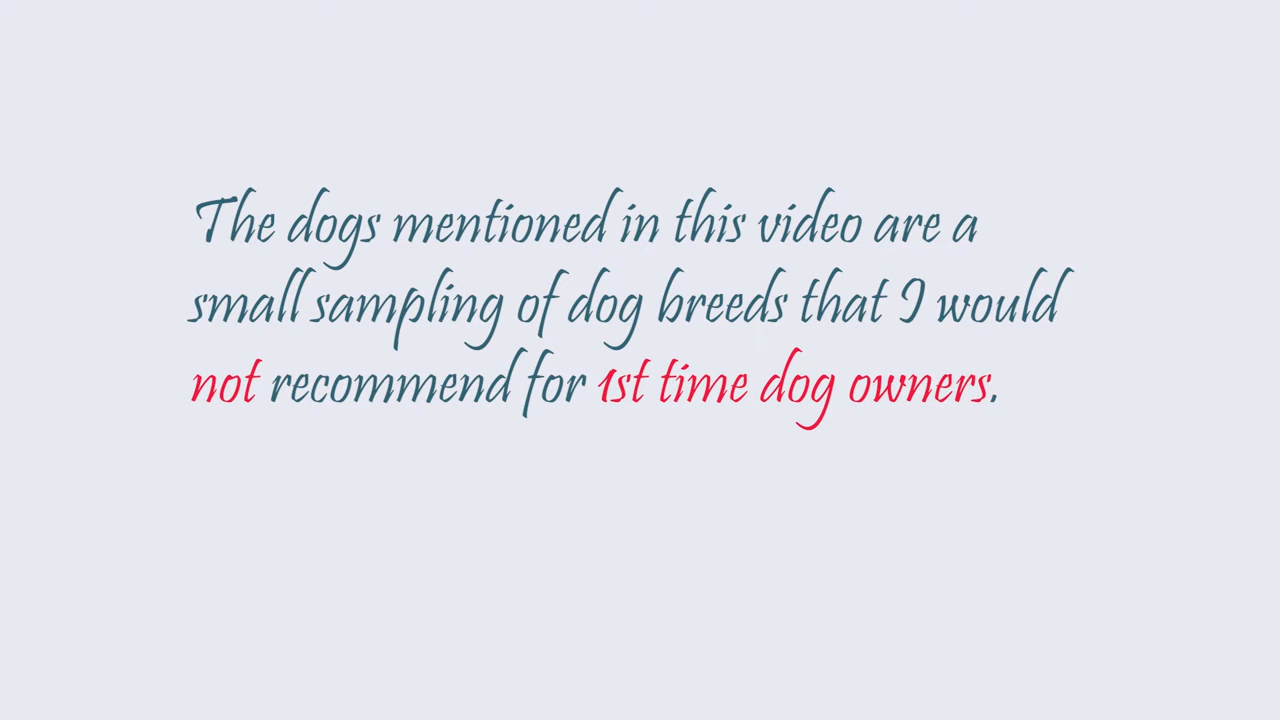 The dogs mentioned in this video are a
small sampling of dog breeds that I would
not recommend for 1st time dog owners.